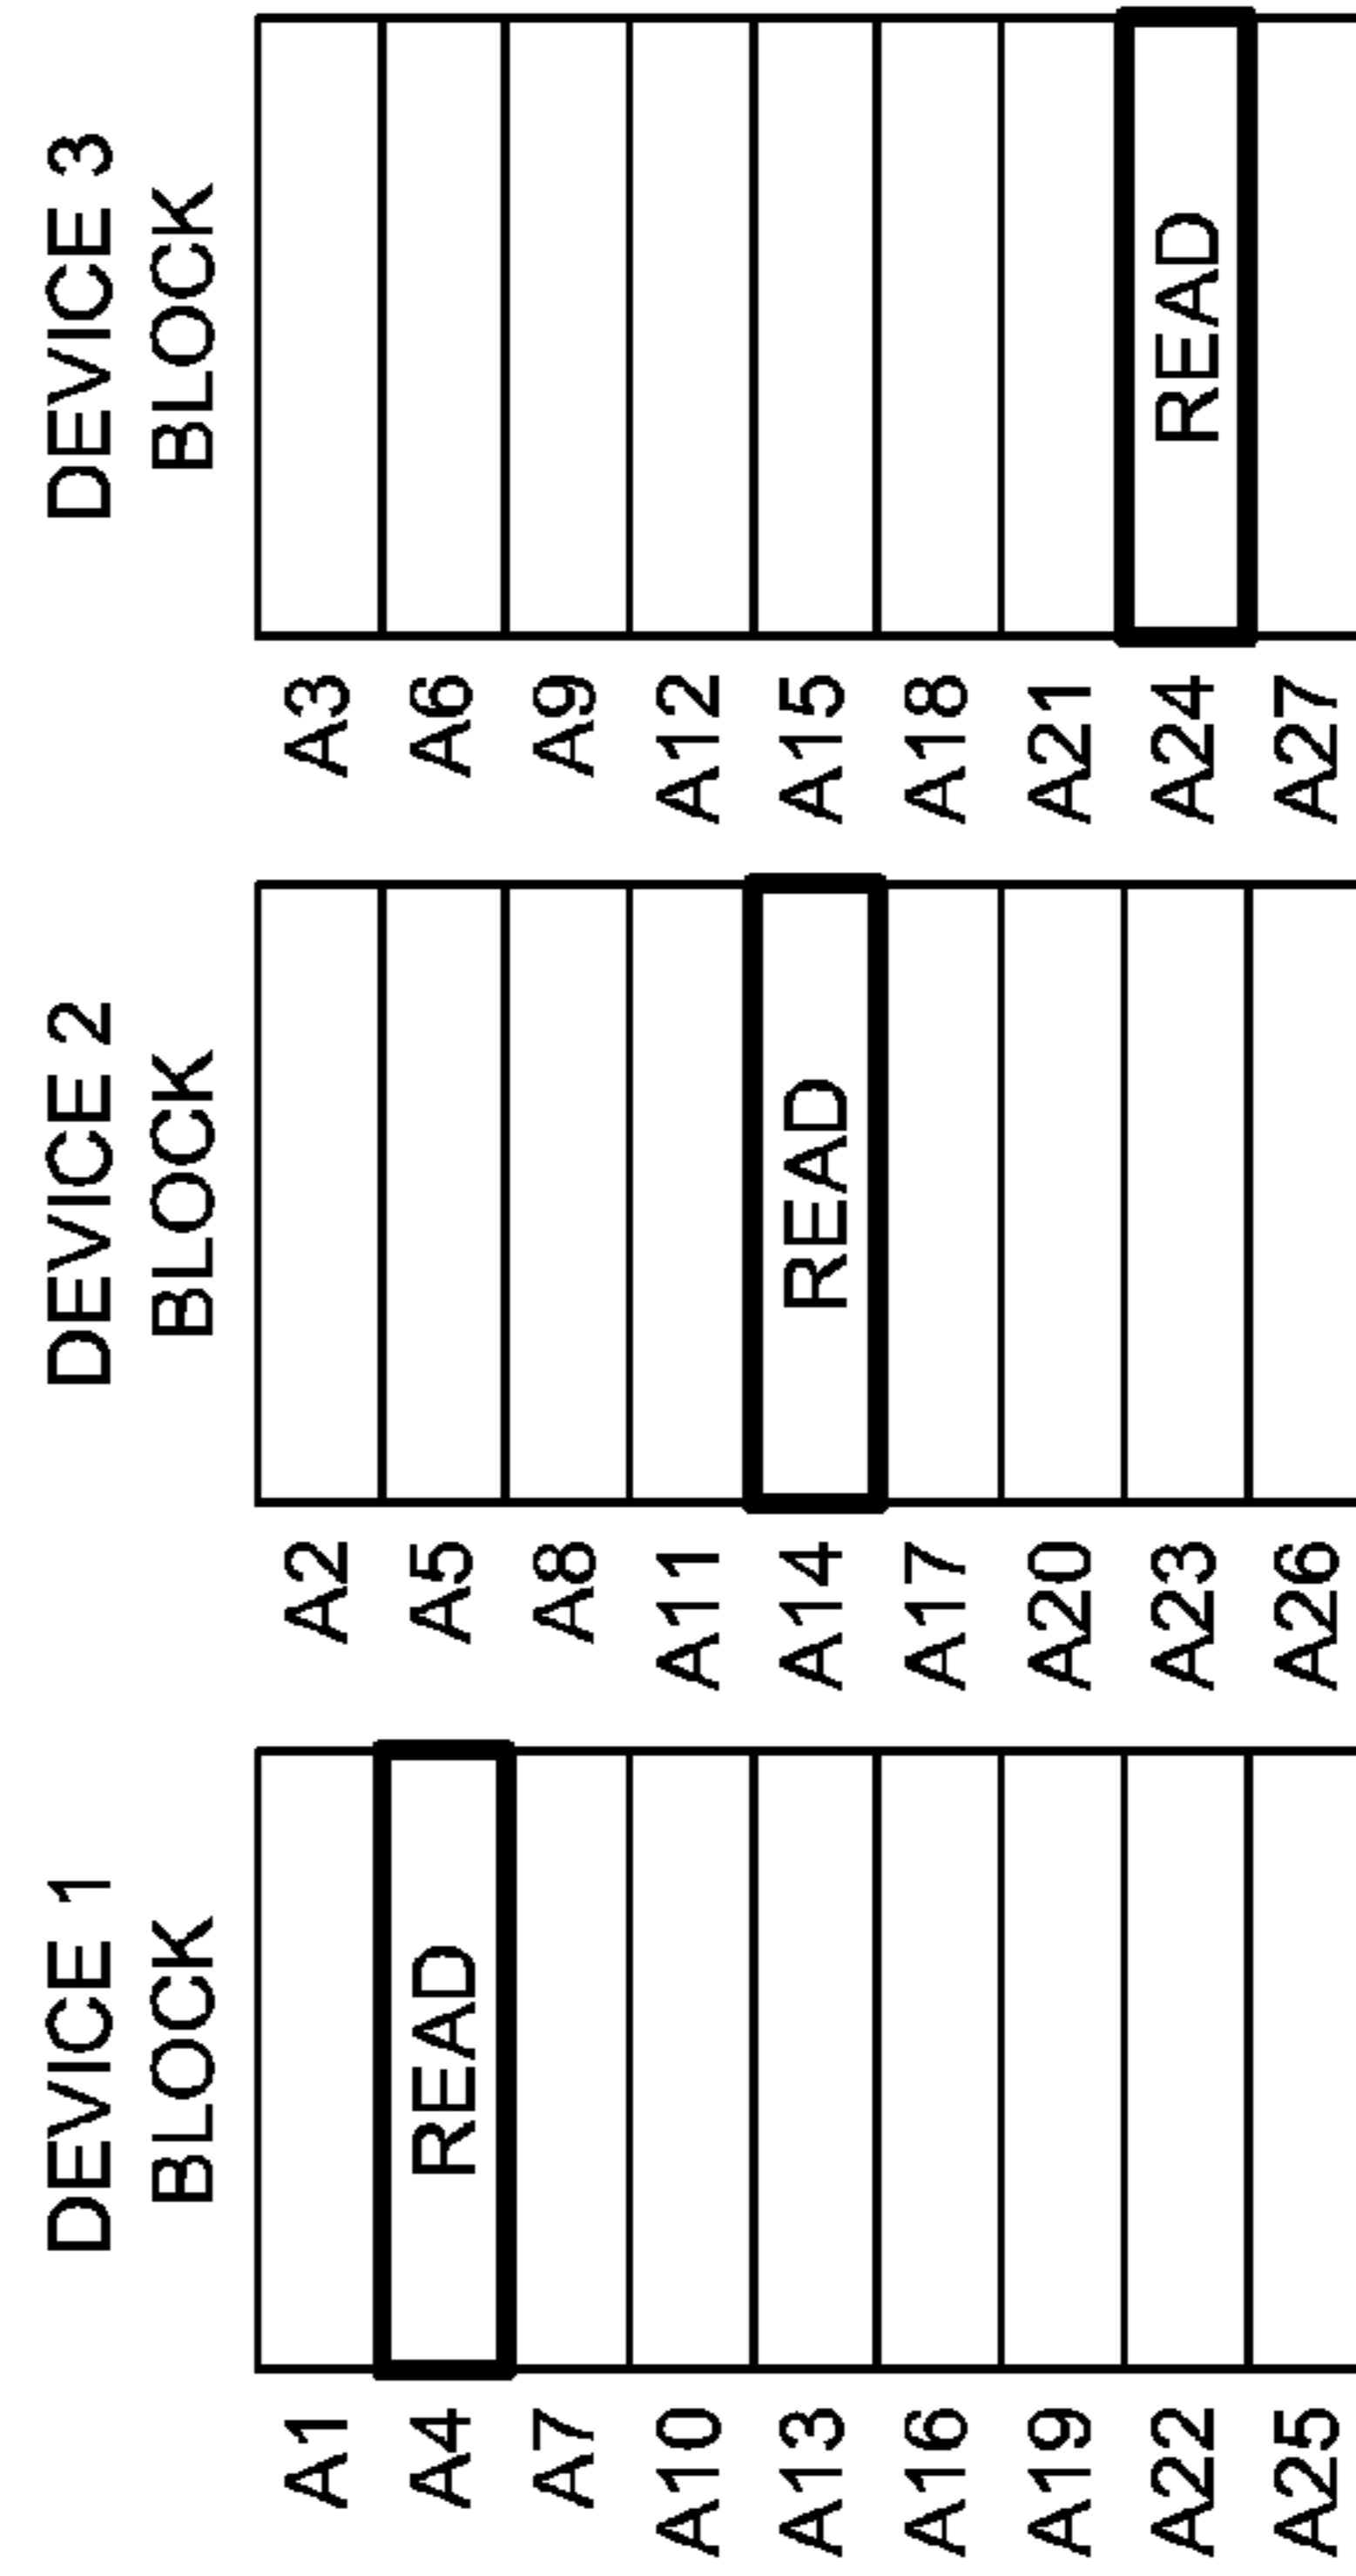 DEVICE 1 DEVICE 2 DEVICE 3
BLOCK BLOCK BLOCK
A1 A2 A3
A4 READ A5 A6
A7 A8 A9
A10 A11 A12
A13 A14 READ A15
A16 A17 A18
A19 A20 A21
A22 A23 A24 READ
A25 A26 A27